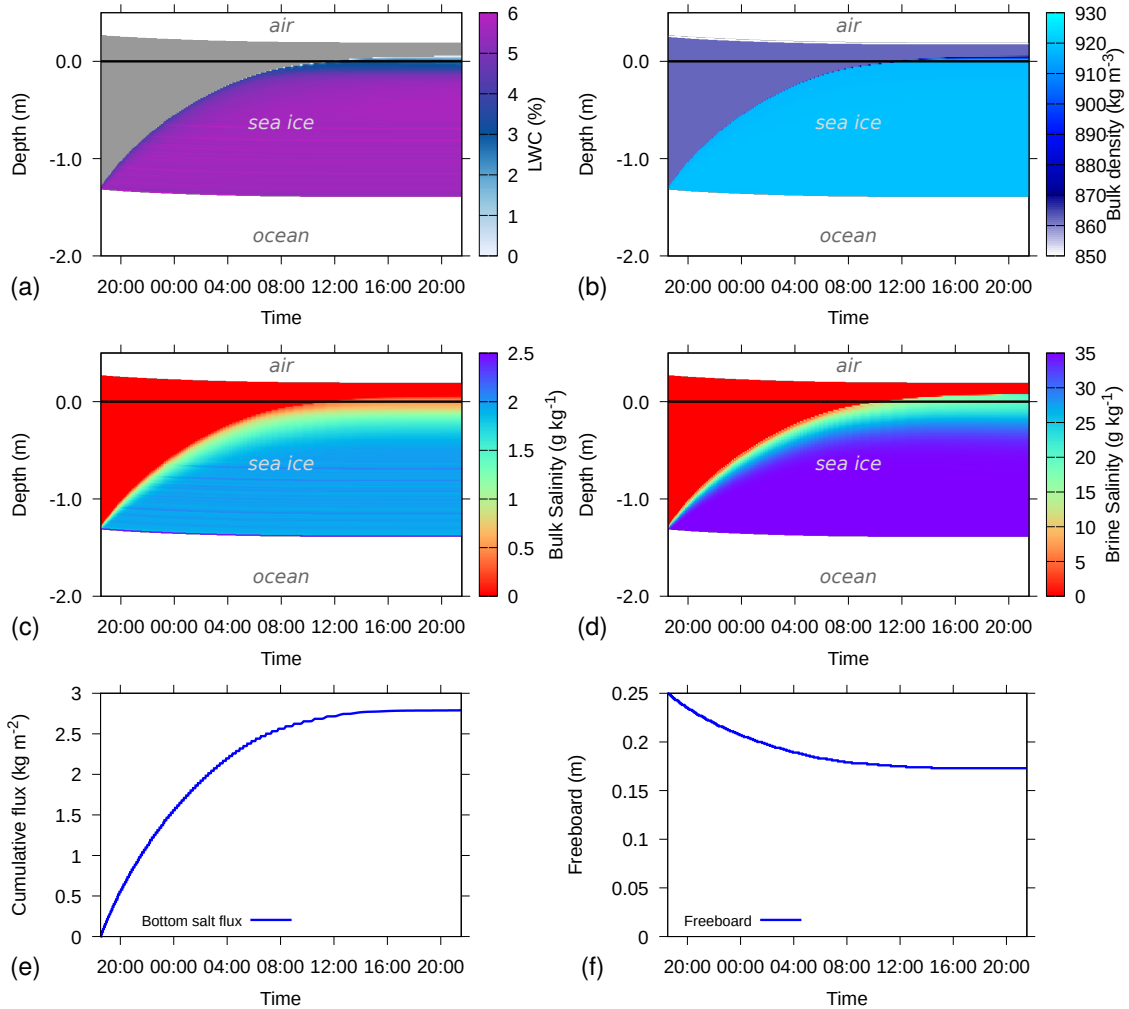 air
sea ice
ocean
0.0
-1.0
-2.0
Depth (m)
20:00 00:00 04:00 08:00 12:00 16:00 20:00
Time
6
5
4
3
2
1
0
LWC (%)
(a)
air
sea ice
ocean
0.0
-1.0
-2.0
Depth (m)
20:00 00:00 04:00 08:00 12:00 16:00 20:00
Time
930
920
910
900
890
880
870
860
850
Bulk density (kg m-3)
(b)
air
sea ice
ocean
0.0
-1.0
-2.0
Depth (m)
20:00 00:00 04:00 08:00 12:00 16:00 20:00
Time
2.5
2
1.5
1
0.5
0
Bulk Salinity (g kg-1)
(c)
air
sea ice
ocean
0.0
-1.0
-2.0
Depth (m)
20:00 00:00 04:00 08:00 12:00 16:00 20:00
Time
35
30
25
20
15
10
5
0
Brine Salinity (g kg-1)
(d)
3
2.5
2
1.5
1
0.5
0
Cumulative flux (kg m-2)
Bottom salt flux
20:00 00:00 04:00 08:00 12:00 16:00 20:00
Time
(e)
0.25
0.2
0.15
0.1
0.05
0
Freeboard (m)
Freeboard
20:00 00:00 04:00 08:00 12:00 16:00 20:00
Time
(f)